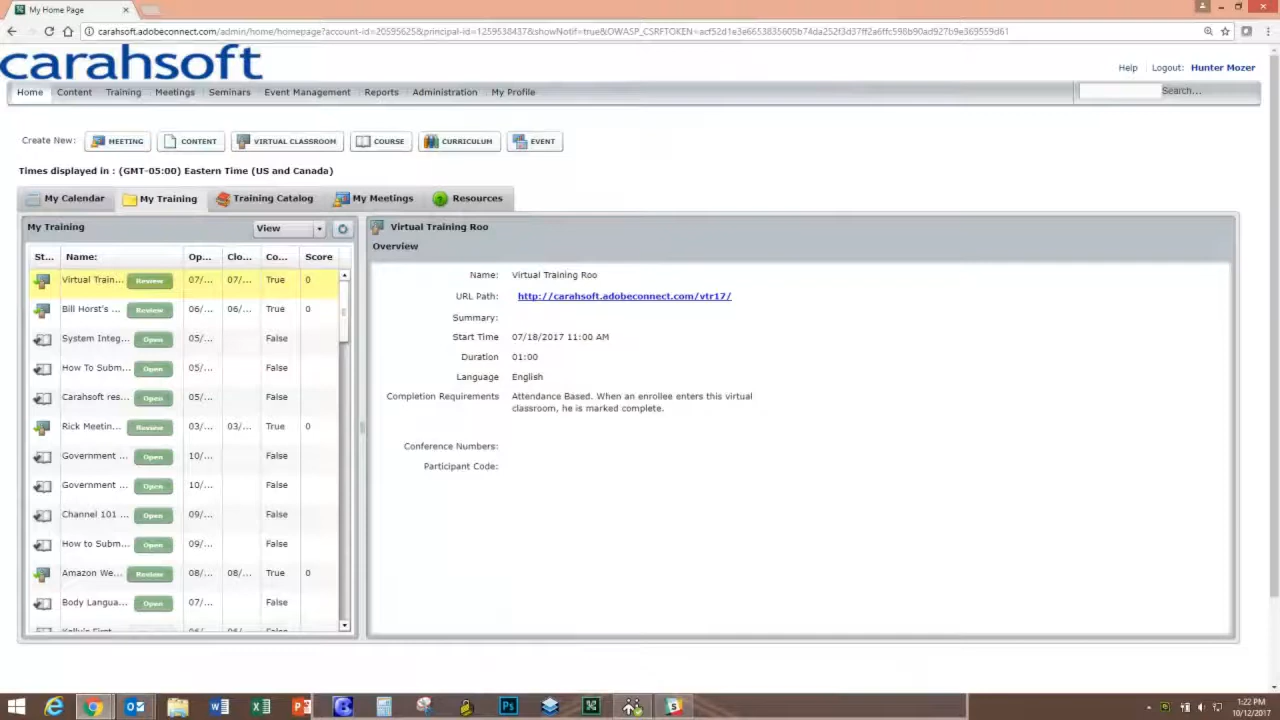 My Home Page
carahsoft.adobeconnect.com/admin/home/homepage?account-id=20595625&principal-id=1259538437&showNotif=true&OWASP_CSRFTOKEN=acf52d1e3e6653835605b74da252f3d37ff2a6ffc598b90ad927b9e369559d61
carahsoft
Help Logout: Hunter Mozer
Home Content Training Meetings Seminars Event Management Reports Administration My Profile Search...
Create New: MEETING CONTENT VIRTUAL CLASSROOM COURSE CURRICULUM EVENT
Times displayed in : (GMT-05:00) Eastern Time (US and Canada)
My Calendar My Training Training Catalog My Meetings Resources
My Training View
St... Name: Op... Clo... Co... Score
Virtual Train... Review 07/... 07/... True 0
Bill Horst's ... Review 06/... 06/... True 0
System Integ... Open 05/... False
How To Subm... Open 05/... False
Carahsoft res... Open 05/... False
Rick Meetin... Review 03/... 03/... True 0
Government ... Open 10/... False
Government ... Open 10/... False
Channel 101 ... Open 09/... False
How to Subm... Open 09/... False
Amazon We... Review 08/... 08/... True 0
Body Langua... Open 07/... False
Virtual Training Roo
Overview
Name: Virtual Training Roo
URL Path: http://carahsoft.adobeconnect.com/vtr17/
Summary:
Start Time 07/18/2017 11:00 AM
Duration 01:00
Language English
Completion Requirements Attendance Based. When an enrollee enters this virtual
classroom, he is marked complete.
Conference Numbers:
Participant Code:
1:22 PM
10/12/2017